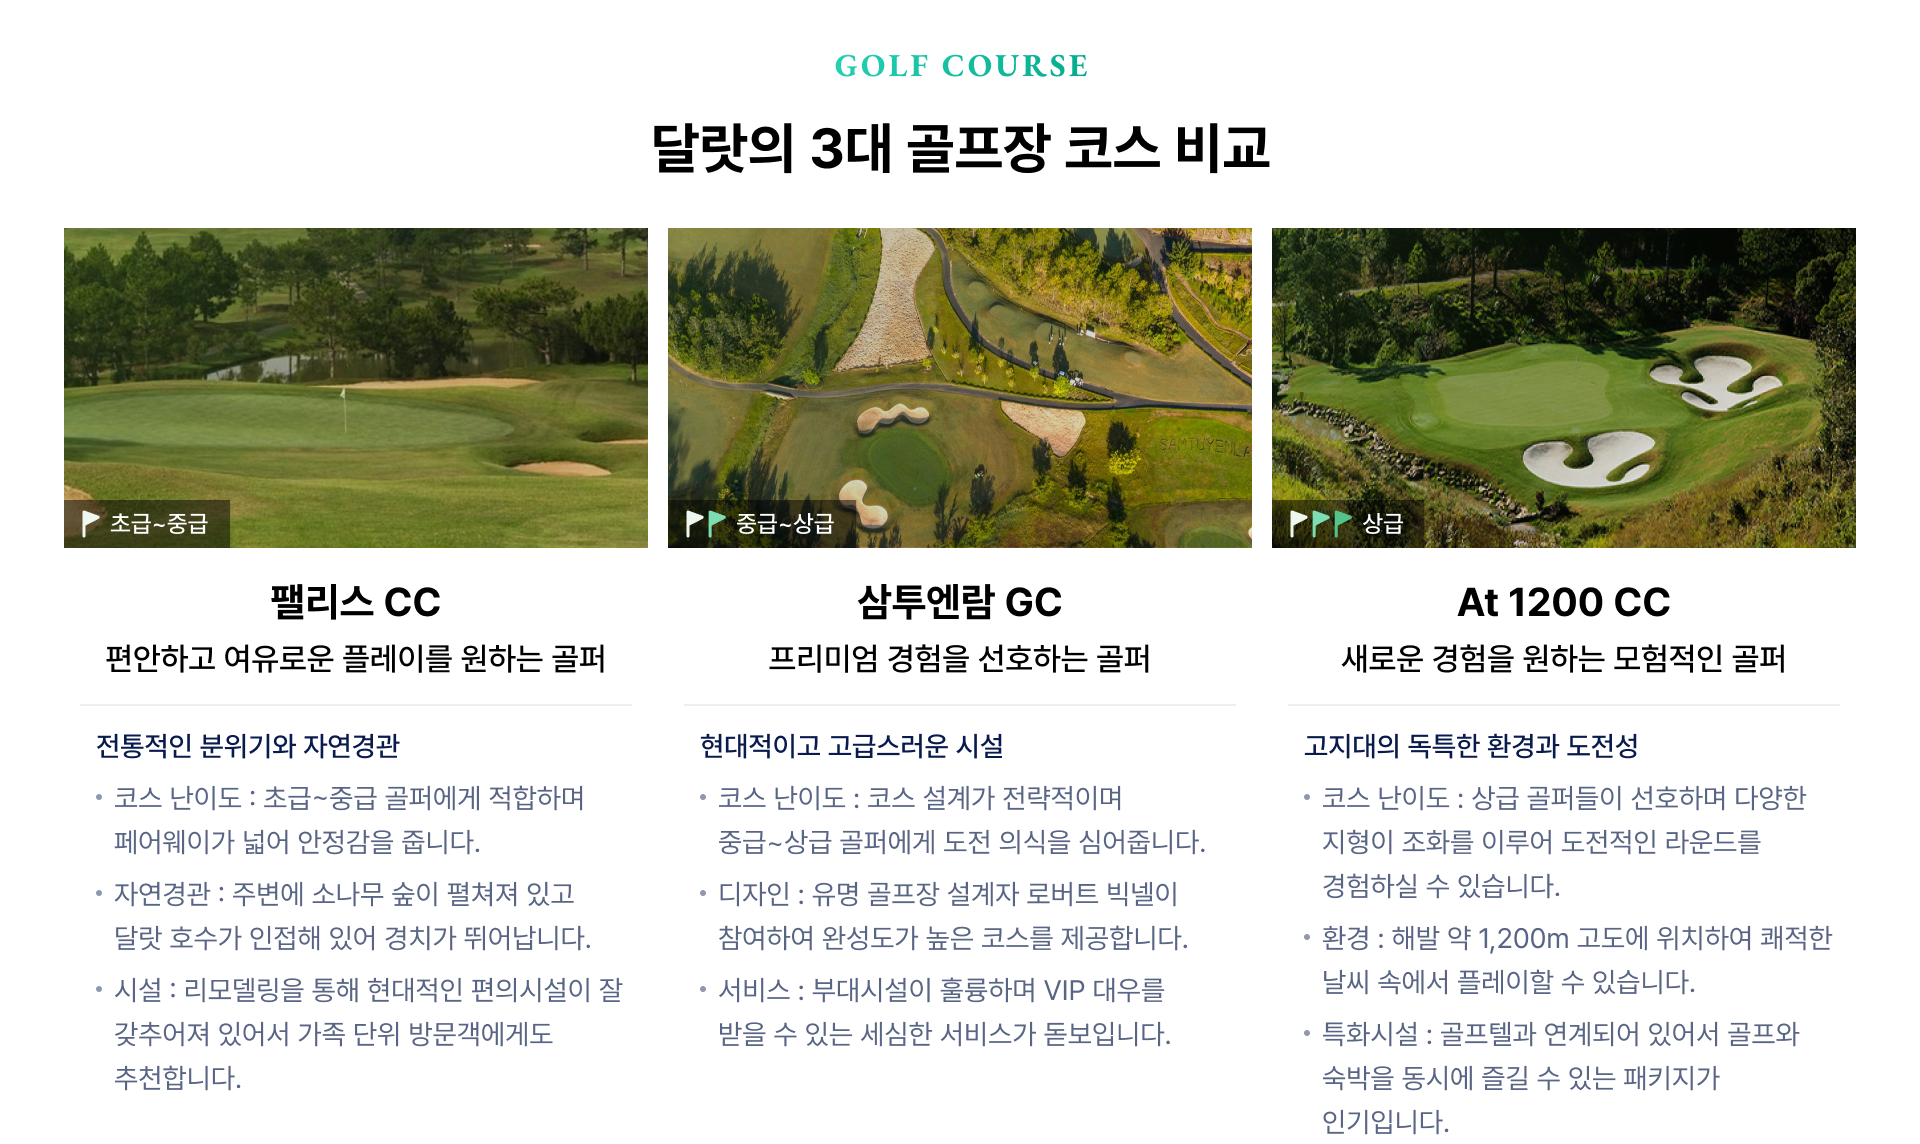 GOLF COURSE
달랏의 3대 골프장 코스 비교
초급~중급
팰리스 CC
편안하고 여유로운 플레이를 원하는 골퍼
전통적인 분위기와 자연경관
• 코스 난이도 : 초급~중급 골퍼에게 적합하며
페어웨이가 넓어 안정감을 줍니다.
• 자연경관 : 주변에 소나무 숲이 펼쳐져 있고
달랏 호수가 인접해 있어 경치가 뛰어납니다.
• 시설 : 리모델링을 통해 현대적인 편의시설이 잘
갖추어져 있어서 가족 단위 방문객에게도
추천합니다.
SAMTUYENLA
중급~상급
삼투엔람 GC
프리미엄 경험을 선호하는 골퍼
현대적이고 고급스러운 시설
• 코스 난이도 : 코스 설계가 전략적이며
중급~상급 골퍼에게 도전 의식을 심어줍니다.
• 디자인 : 유명 골프장 설계자 로버트 빅넬이
참여하여 완성도가 높은 코스를 제공합니다.
• 서비스 : 부대시설이 훌륭하며 VIP 대우를
받을 수 있는 세심한 서비스가 돋보입니다.
상급
At 1200 CC
새로운 경험을 원하는 모험적인 골퍼
고지대의 독특한 환경과 도전성
• 코스 난이도 : 상급 골퍼들이 선호하며 다양한
지형이 조화를 이루어 도전적인 라운드를
경험하실 수 있습니다.
• 환경 : 해발 약 1,200m 고도에 위치하여 쾌적한
날씨 속에서 플레이할 수 있습니다.
• 특화시설 : 골프텔과 연계되어 있어서 골프와
숙박을 동시에 즐길 수 있는 패키지가
인기입니다.